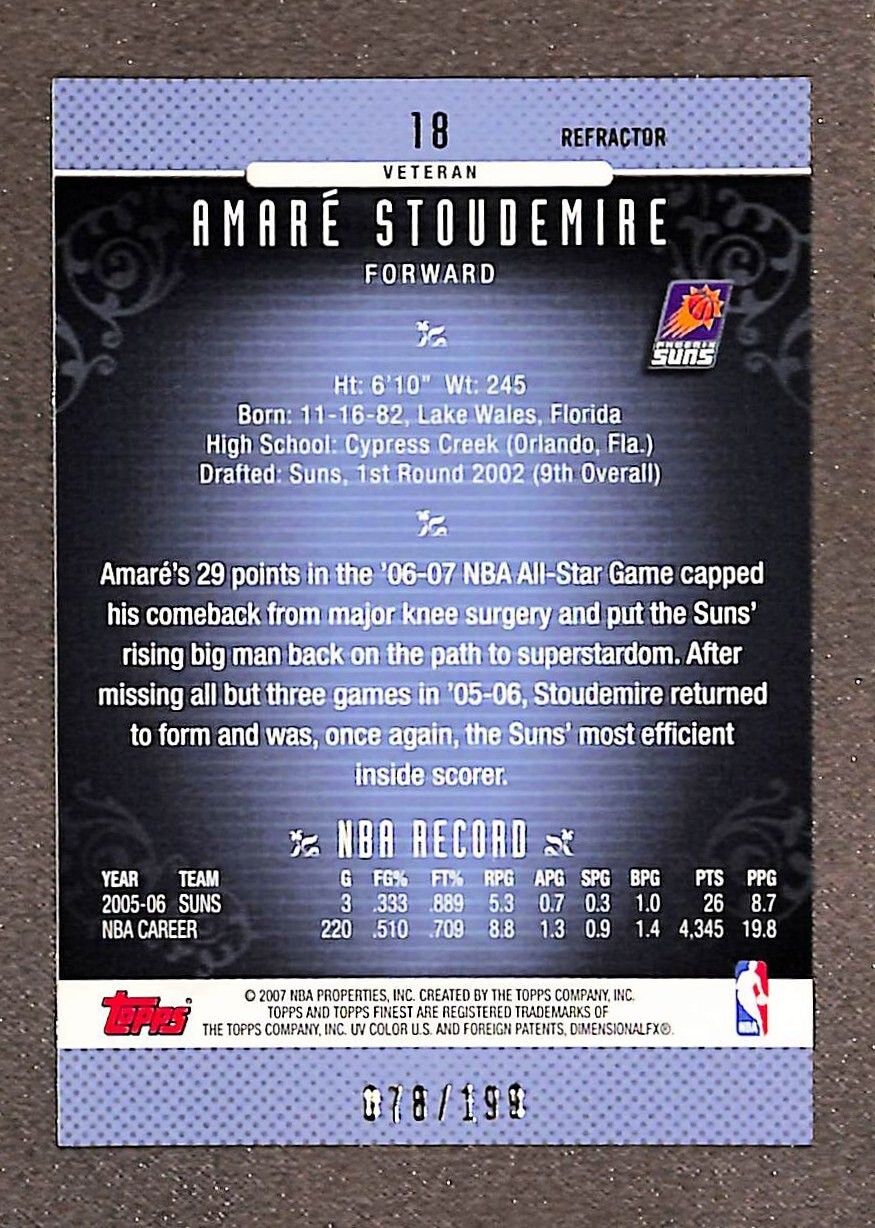 18
REFRACTOR
VETERAN
AMARÉ STOUDEMIRE
FORWARD
PHOENIX
SUNS
Ht: 6'10" Wt: 245
Born: 11-16-82, Lake Wales, Florida
High School: Cypress Creek (Orlando, Fla.)
Drafted: Suns, 1st Round 2002 (9th Overall)
Amaré's 29 points in the '06-07 NBA All-Star Game capped
his comeback from major knee surgery and put the Suns'
rising big man back on the path to superstardom. After
missing all but three games in '05-06, Stoudemire returned
to form and was, once again, the Suns' most efficient
inside scorer.
NBA RECORD
YEAR TEAM G FG% FT% RPG APG SPG BPG PTS PPG
2005-06 SUNS 3 .333 .889 5.3 0.7 0.3 1.0 26 8.7
NBA CAREER 220 .510 .709 8.8 1.3 0.9 1.4 4,345 19.8
Topps®
© 2007 NBA PROPERTIES, INC. CREATED BY THE TOPPS COMPANY, INC.
TOPPS AND TOPPS FINEST ARE REGISTERED TRADEMARKS OF
THE TOPPS COMPANY, INC. UV COLOR U.S. AND FOREIGN PATENTS, DIMENSIONALFX®.
NBA
078/199